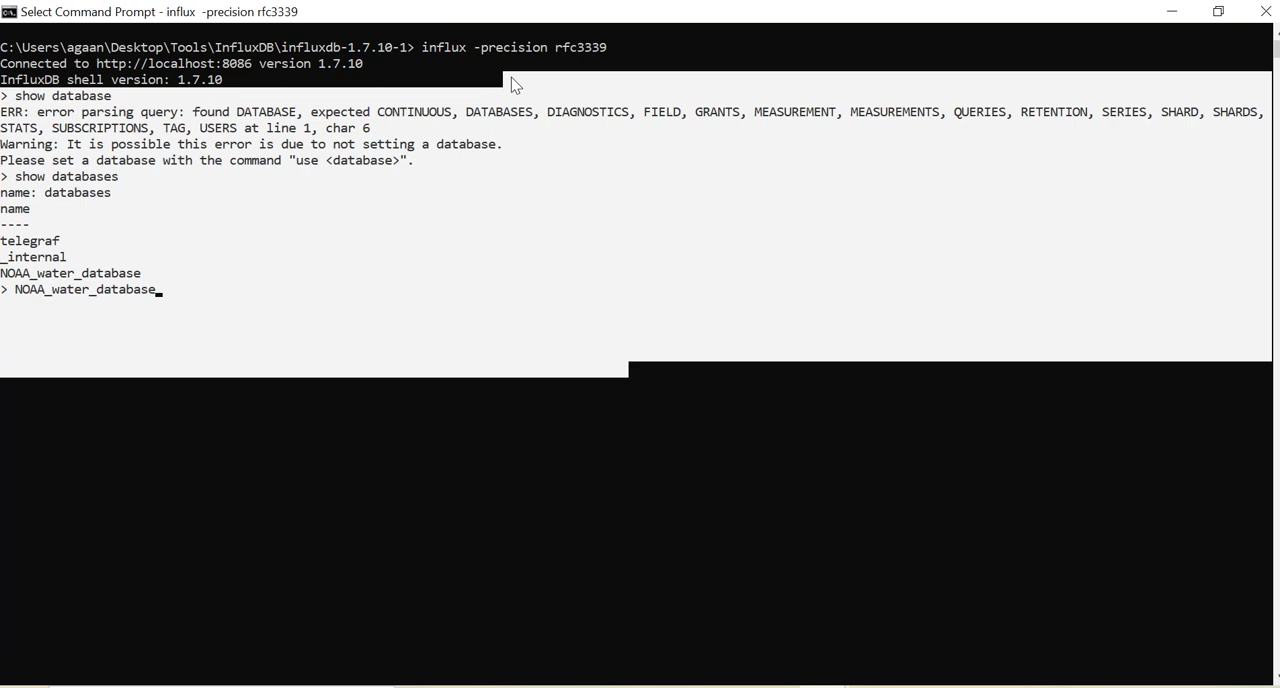 Select Command Prompt - influx  -precision rfc3339
C:\Users\agaan\Desktop\Tools\InfluxDB\influxdb-1.7.10-1> influx -precision rfc3339
Connected to http://localhost:8086 version 1.7.10
InfluxDB shell version: 1.7.10
> show database
ERR: error parsing query: found DATABASE, expected CONTINUOUS, DATABASES, DIAGNOSTICS, FIELD, GRANTS, MEASUREMENT, MEASUREMENTS, QUERIES, RETENTION, SERIES, SHARD, SHARDS,
STATS, SUBSCRIPTIONS, TAG, USERS at line 1, char 6
Warning: It is possible this error is due to not setting a database.
Please set a database with the command "use <database>".
> show databases
name: databases
name
----
telegraf
_internal
NOAA_water_database
> NOAA_water_database